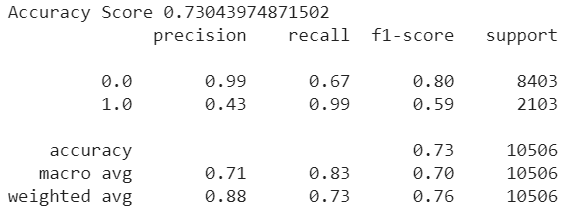 Accuracy Score 0.73043974871502
precision recall f1-score support
0.0 0.99 0.67 0.80 8403
1.0 0.43 0.99 0.59 2103
accuracy 0.73 10506
macro avg 0.71 0.83 0.70 10506
weighted avg 0.88 0.73 0.76 10506